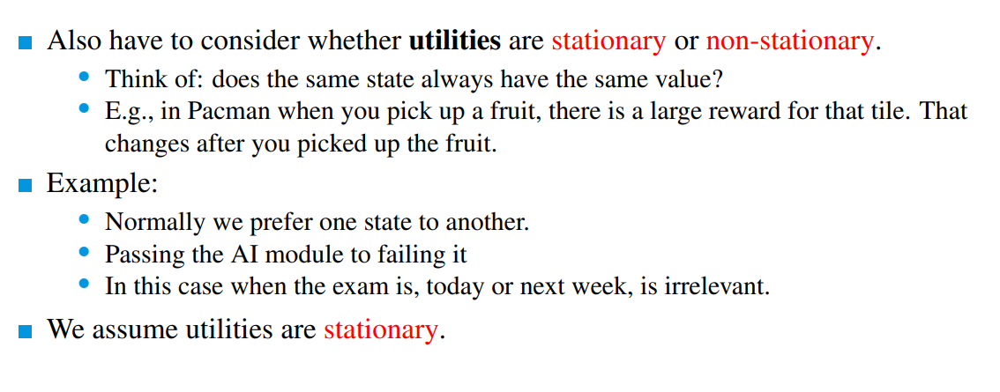 Also have to consider whether utilities are stationary or non-stationary.
Think of: does the same state always have the same value?
E.g., in Pacman when you pick up a fruit, there is a large reward for that tile. That
changes after you picked up the fruit.
Example:
Normally we prefer one state to another.
Passing the AI module to failing it
In this case when the exam is, today or next week, is irrelevant.
We assume utilities are stationary.